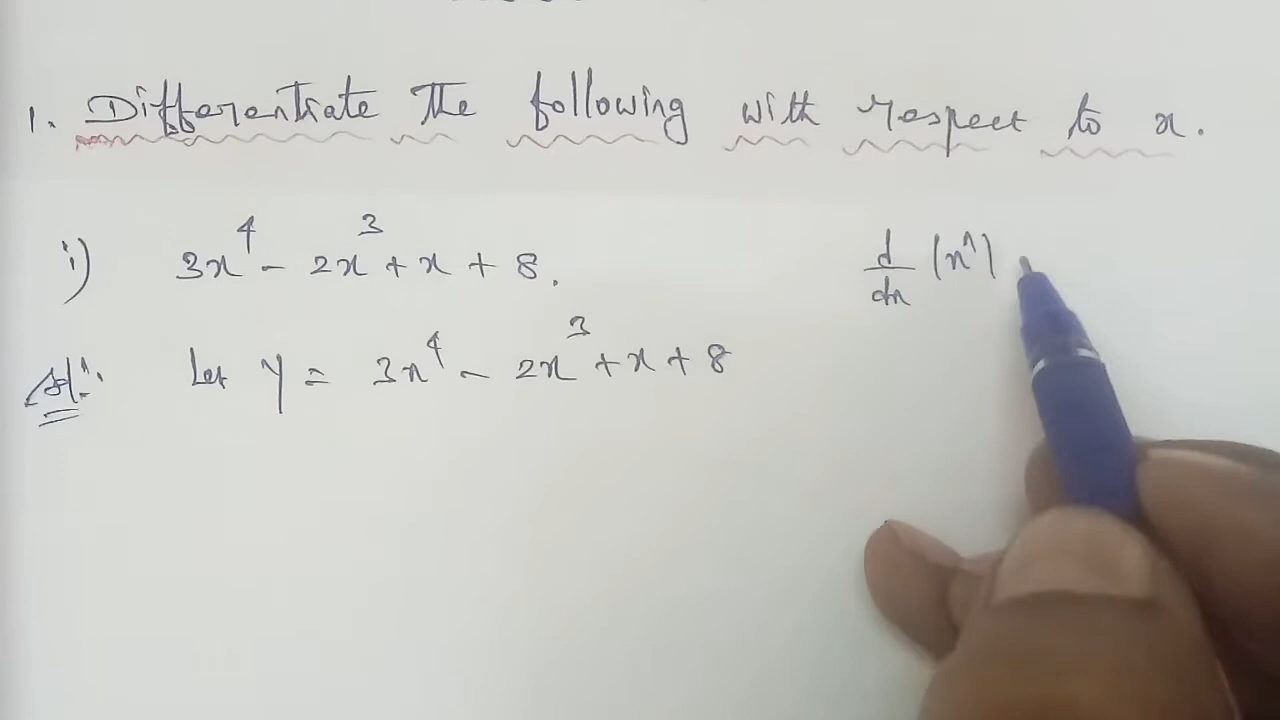 1. Differentiate the following with respect to x.
i) 3x⁴ - 2x³ + x + 8.
d/dx (xⁿ)
Sol: Let y = 3x⁴ - 2x³ + x + 8